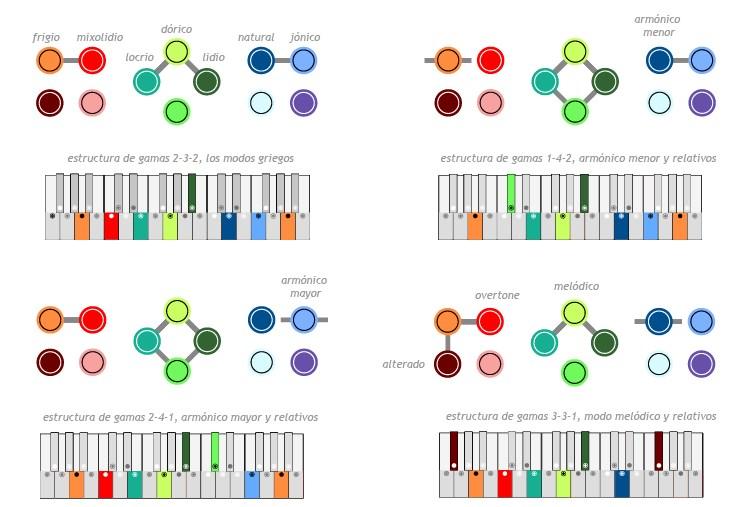 frigio mixolidio dórico natural jónico
locrio lidio
estructura de gamas 2-3-2, los modos griegos
armónico
menor
estructura de gamas 1-4-2, armónico menor y relativos
armónico
mayor
estructura de gamas 2-4-1, armónico mayor y relativos
melódico
overtone
alterado
estructura de gamas 3-3-1, modo melódico y relativos